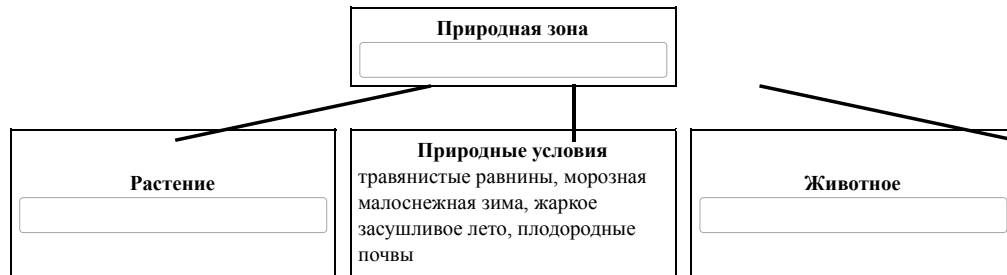 Природная зона
Растение
Природные условия
травянистые равнины, морозная
малоснежная зима, жаркое
засушливое лето, плодородные
почвы
Животное